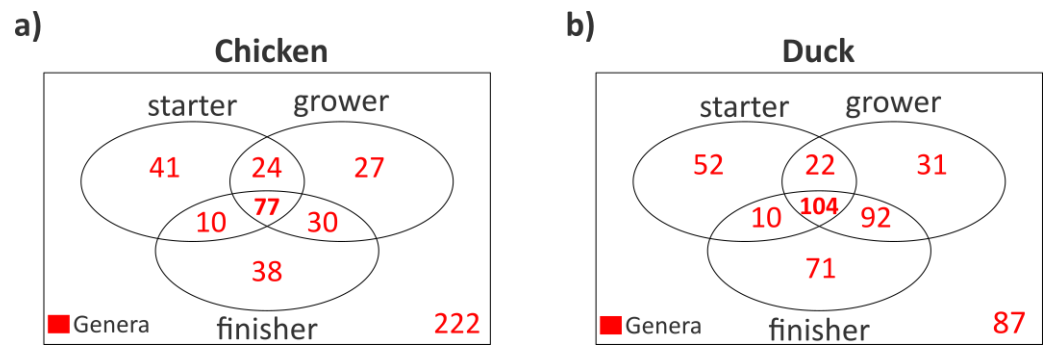 a)
Chicken
starter
grower
41
24
27
77
10
30
38
Genera
finisher
222
b)
Duck
starter
grower
52
22
31
104
10
92
71
Genera
finisher
87